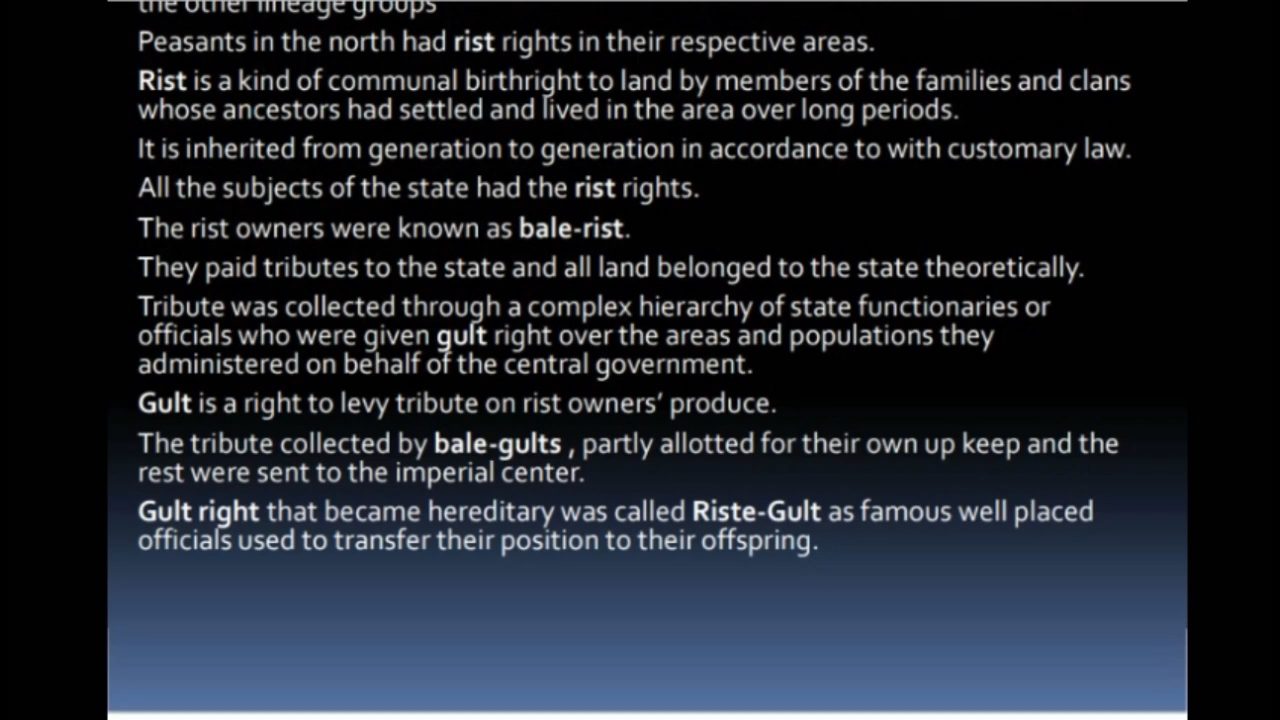 the other lineage groups
Peasants in the north had rist rights in their respective areas.
Rist is a kind of communal birthright to land by members of the families and clans
whose ancestors had settled and lived in the area over long periods.
It is inherited from generation to generation in accordance to with customary law.
All the subjects of the state had the rist rights.
The rist owners were known as bale-rist.
They paid tributes to the state and all land belonged to the state theoretically.
Tribute was collected through a complex hierarchy of state functionaries or
officials who were given gult right over the areas and populations they
administered on behalf of the central government.
Gult is a right to levy tribute on rist owners’ produce.
The tribute collected by bale-gults , partly allotted for their own up keep and the
rest were sent to the imperial center.
Gult right that became hereditary was called Riste-Gult as famous well placed
officials used to transfer their position to their offspring.